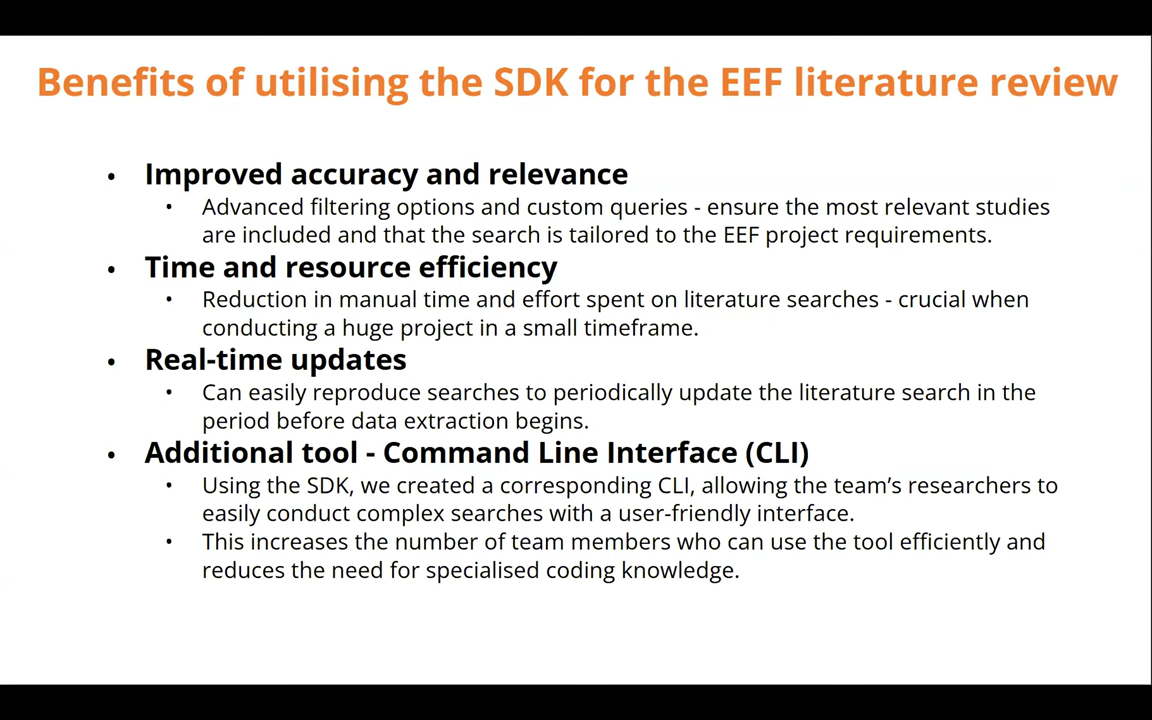 Benefits of utilising the SDK for the EEF literature review
• Improved accuracy and relevance
• Advanced filtering options and custom queries - ensure the most relevant studies
are included and that the search is tailored to the EEF project requirements.
• Time and resource efficiency
• Reduction in manual time and effort spent on literature searches - crucial when
conducting a huge project in a small timeframe.
• Real-time updates
• Can easily reproduce searches to periodically update the literature search in the
period before data extraction begins.
• Additional tool - Command Line Interface (CLI)
• Using the SDK, we created a corresponding CLI, allowing the team’s researchers to
easily conduct complex searches with a user-friendly interface.
• This increases the number of team members who can use the tool efficiently and
reduces the need for specialised coding knowledge.